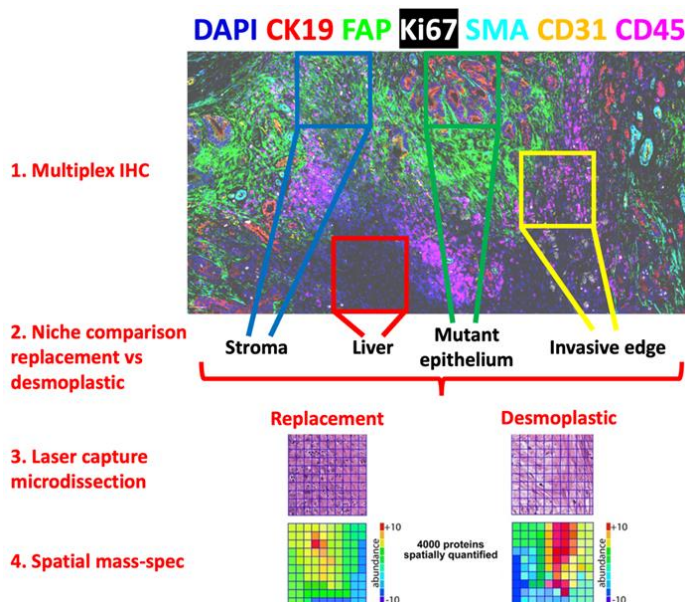 DAPI CK19 FAP Ki67 SMA CD31 CD45
1. Multiplex IHC
2. Niche comparison
replacement vs
desmoplastic
Stroma
Liver
Mutant
epithelium
Invasive edge
Replacement
Desmoplastic
3. Laser capture
microdissection
4. Spatial mass-spec
+10
abundance
-10
4000 proteins
spatially quantified
+10
abundance
-10